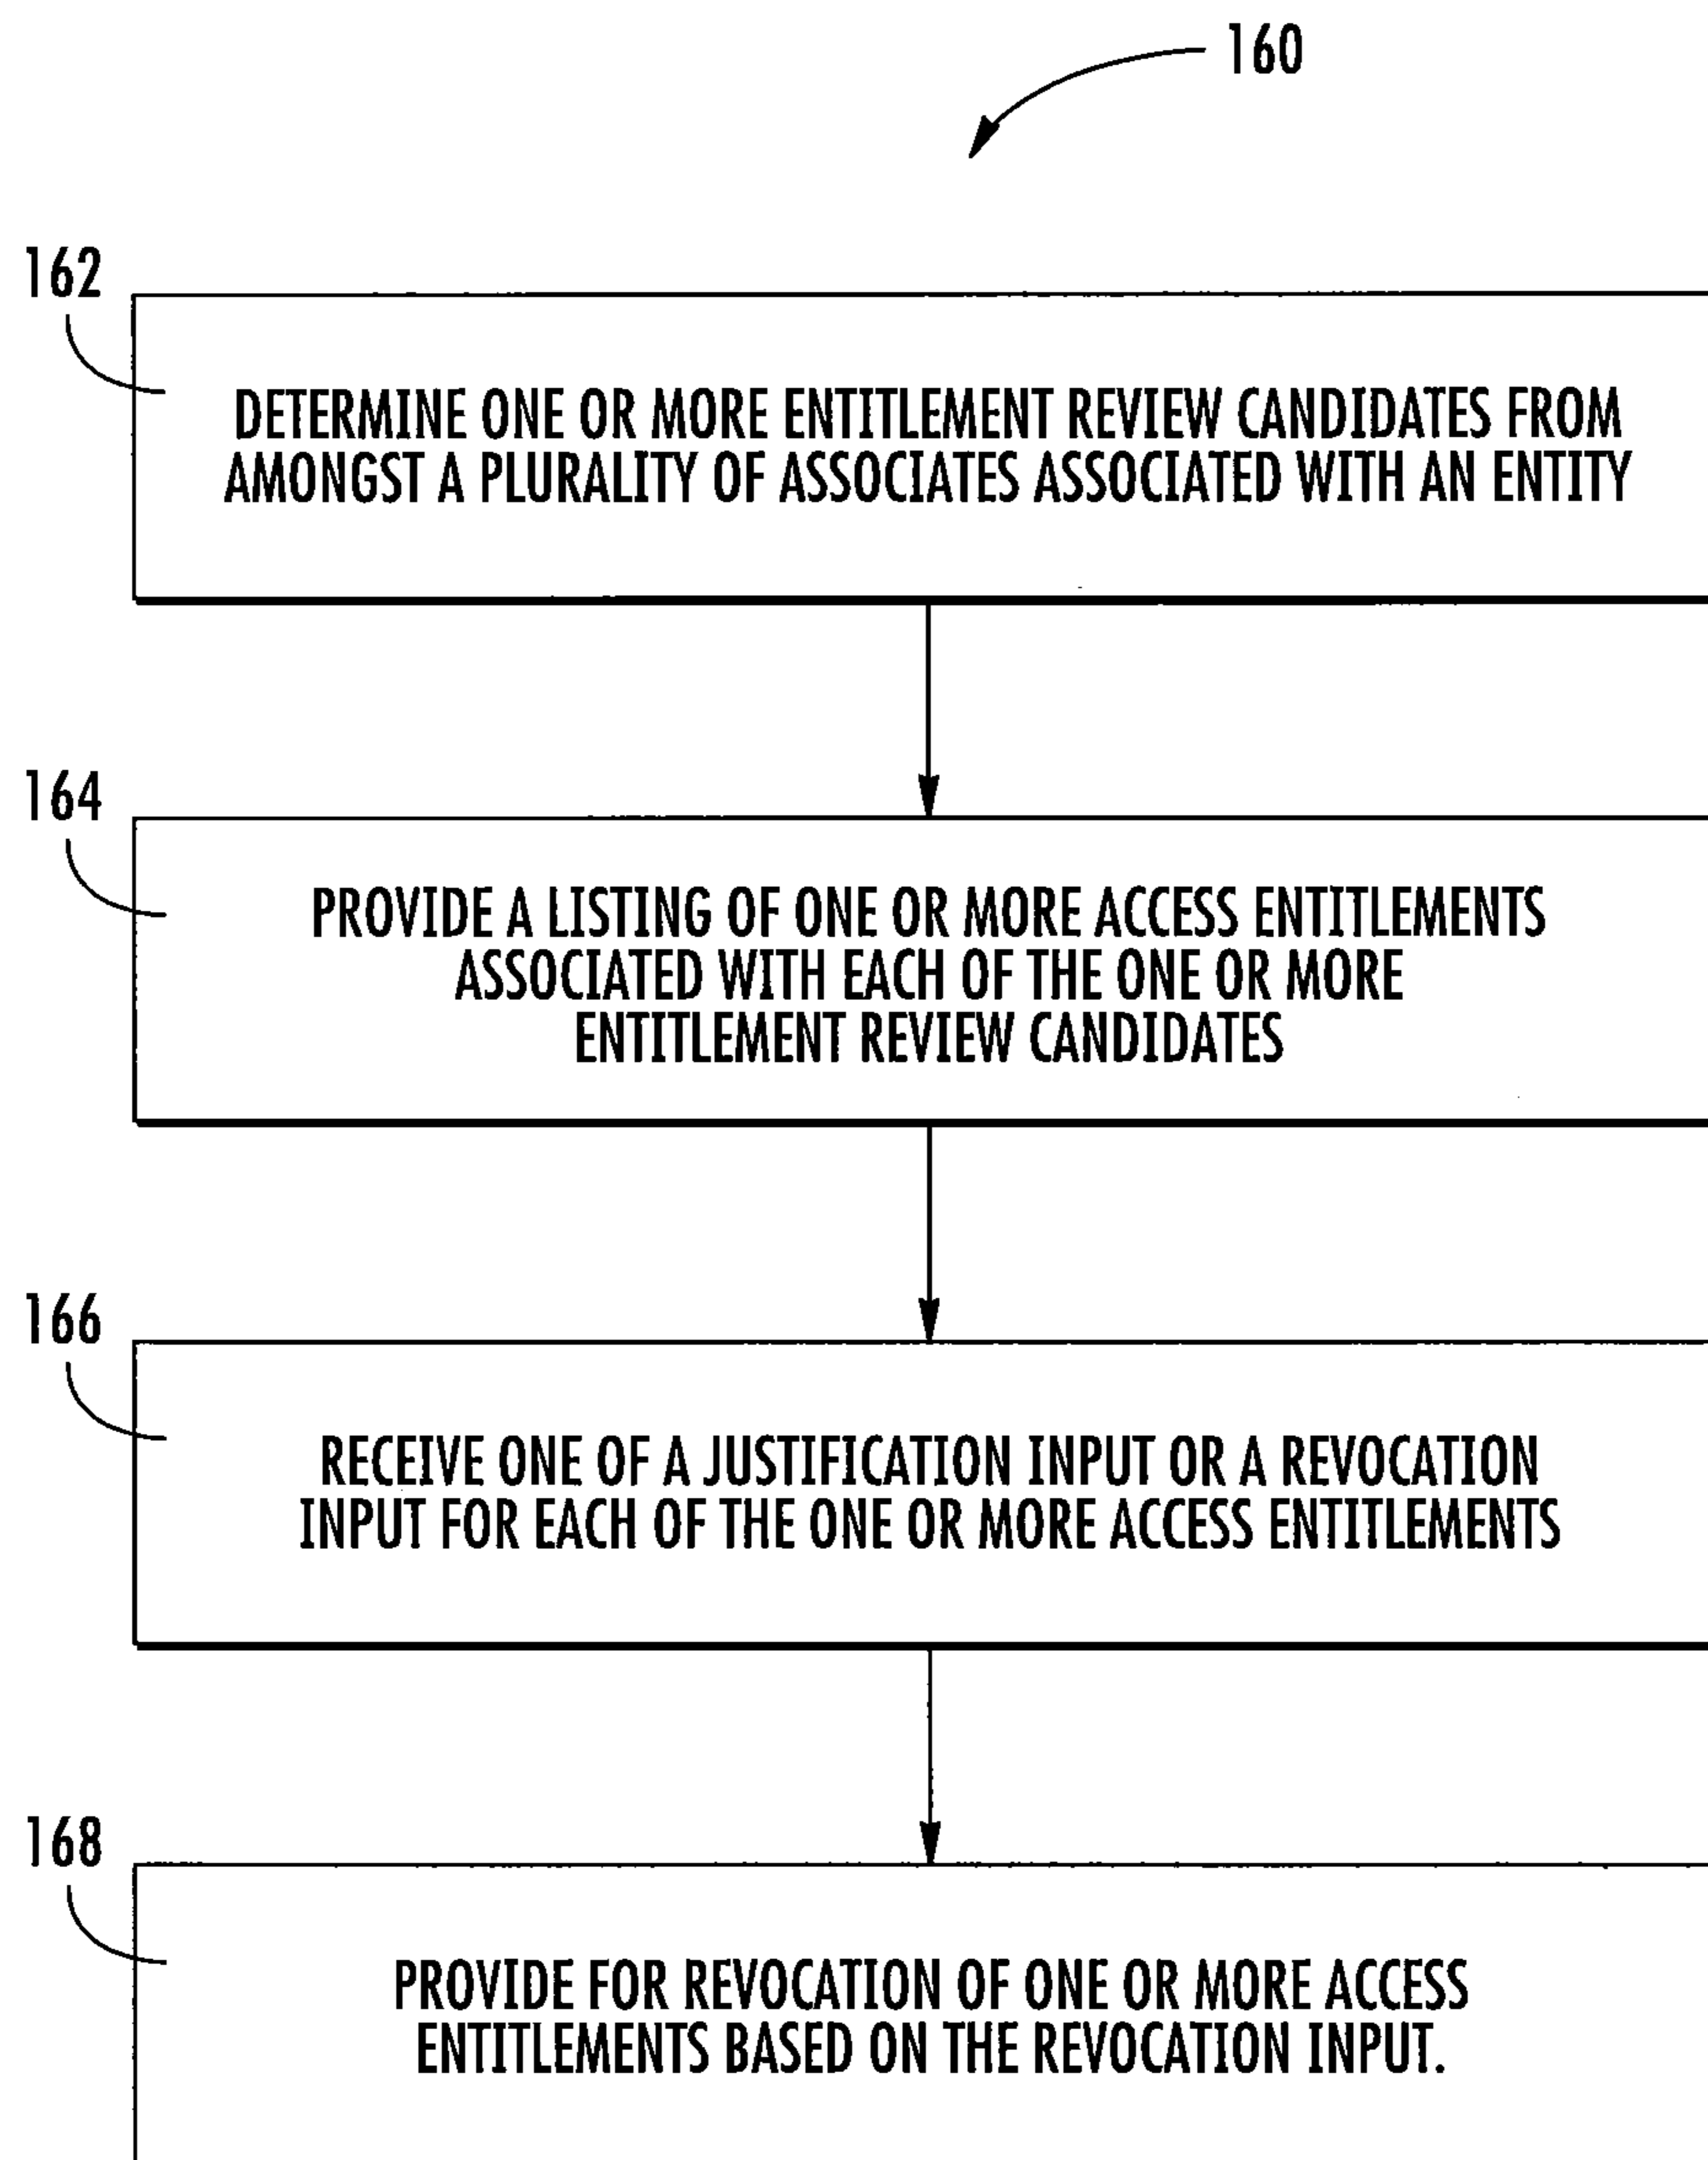 160
162
DETERMINE ONE OR MORE ENTITLEMENT REVIEW CANDIDATES FROM
AMONGST A PLURALITY OF ASSOCIATES ASSOCIATED WITH AN ENTITY
164
PROVIDE A LISTING OF ONE OR MORE ACCESS ENTITLEMENTS
ASSOCIATED WITH EACH OF THE ONE OR MORE
ENTITLEMENT REVIEW CANDIDATES
166
RECEIVE ONE OF A JUSTIFICATION INPUT OR A REVOCATION
INPUT FOR EACH OF THE ONE OR MORE ACCESS ENTITLEMENTS
168
PROVIDE FOR REVOCATION OF ONE OR MORE ACCESS
ENTITLEMENTS BASED ON THE REVOCATION INPUT.